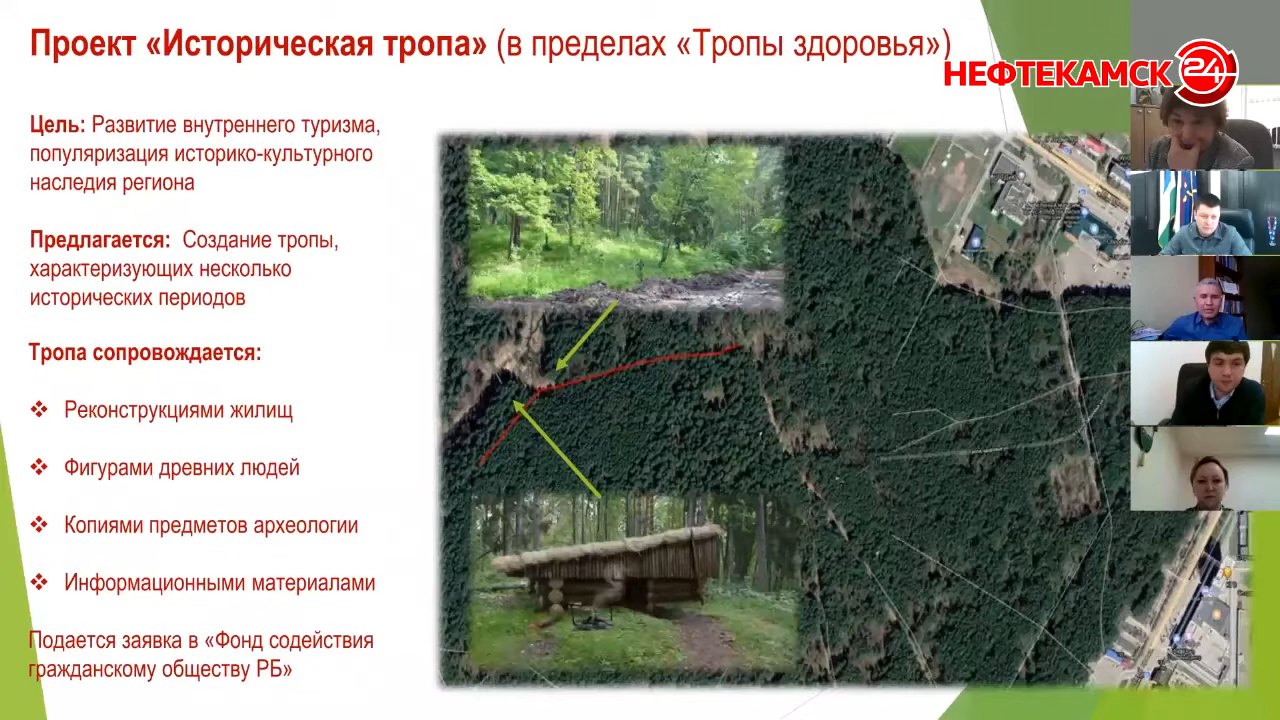 Проект «Историческая тропа» (в пределах «Тропы здоровья»)
НЕФТЕКАМСК 24
Цель: Развитие внутреннего туризма,
популяризация историко-культурного
наследия региона
Предлагается: Создание тропы,
характеризующих несколько
исторических периодов
Тропа сопровождается:
❖ Реконструкциями жилищ
❖ Фигурами древних людей
❖ Копиями предметов археологии
❖ Информационными материалами
Подается заявка в «Фонд содействия
гражданскому обществу РБ»